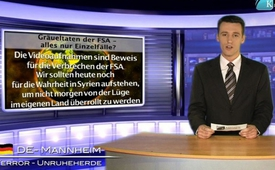 K
Gräueltaten der FSA -
alles nur Einzelfälle?
Die Videoaufnahmen sind Beweis
für die Verbrechen der FSA
Wir sollten heute noch
für die Wahrheit in Syrien aufstehen,
um nicht morgen von der Lüge
im eigenen Land überrollt zu werden
DE- MANNHEIM
ERROR - UNRUHEHERDE